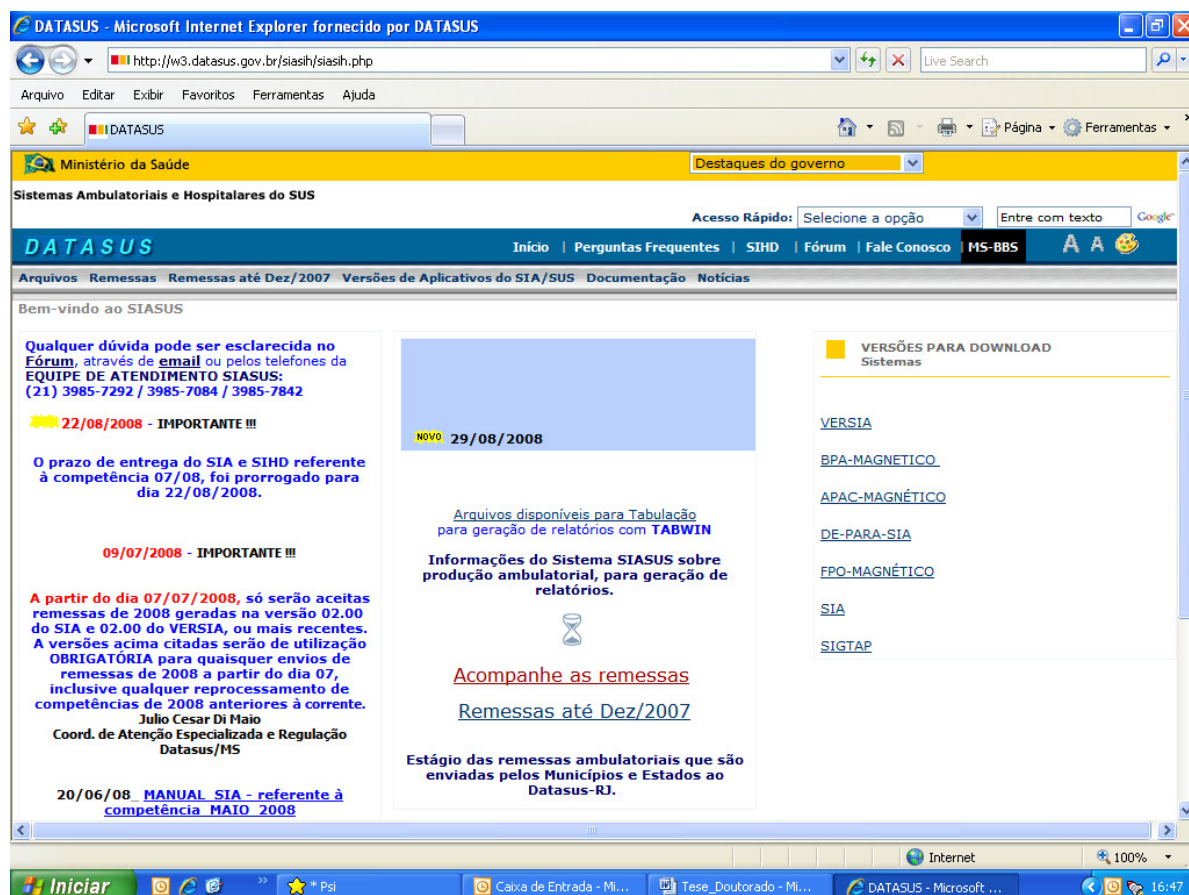 DATASUS - Microsoft Internet Explorer fornecido por DATASUS
http://w3.datasus.gov.br/siasih/siasih.php
Live Search
Arquivo Editar Exibir Favoritos Ferramentas Ajuda
DATASUS
Página
Ferramentas
Ministério da Saúde
Destaques do governo
Sistemas Ambulatoriais e Hospitalares do SUS
Acesso Rápido: Selecione a opção
Entre com texto
Google
DATASUS
Início | Perguntas Frequentes | SIHD | Fórum | Fale Conosco | MS-BBS
A A
Arquivos Remessas Remessas até Dez/2007 Versões de Aplicativos do SIA/SUS Documentação Notícias
Bem-vindo ao SIASUS
Qualquer dúvida pode ser esclarecida no
Fórum, através de email ou pelos telefones da
EQUIPE DE ATENDIMENTO SIASUS:
(21) 3985-7292 / 3985-7084 / 3985-7842
22/08/2008 - IMPORTANTE !!!
O prazo de entrega do SIA e SIHD referente
à competência 07/08, foi prorrogado para
dia 22/08/2008.
09/07/2008 - IMPORTANTE !!!
A partir do dia 07/07/2008, só serão aceitas
remessas de 2008 geradas na versão 02.00
do SIA e 02.00 do VERSIA, ou mais recentes.
A versões acima citadas serão de utilização
OBRIGATÓRIA para quaisquer envios de
remessas de 2008 a partir do dia 07,
inclusive qualquer reprocessamento de
competências de 2008 anteriores à corrente.
Julio Cesar Di Maio
Coord. de Atenção Especializada e Regulação
Datasus/MS
20/06/08_ MANUAL SIA - referente à
competência MAIO 2008
NOVO 29/08/2008
Arquivos disponíveis para Tabulação
para geração de relatórios com TABWIN
Informações do Sistema SIASUS sobre
produção ambulatorial, para geração de
relatórios.
Acompanhe as remessas
Remessas até Dez/2007
Estágio das remessas ambulatoriais que são
enviadas pelos Municípios e Estados ao
Datasus-RJ.
VERSÕES PARA DOWNLOAD
Sistemas
VERSIA
BPA-MAGNETICO
APAC-MAGNÉTICO
DE-PARA-SIA
FPO-MAGNÉTICO
SIA
SIGTAP
Internet
100%
Iniciar
* Psi
Caixa de Entrada - Mi...
Tese_Doutorado - Mi...
DATASUS - Microsoft ...
16:47